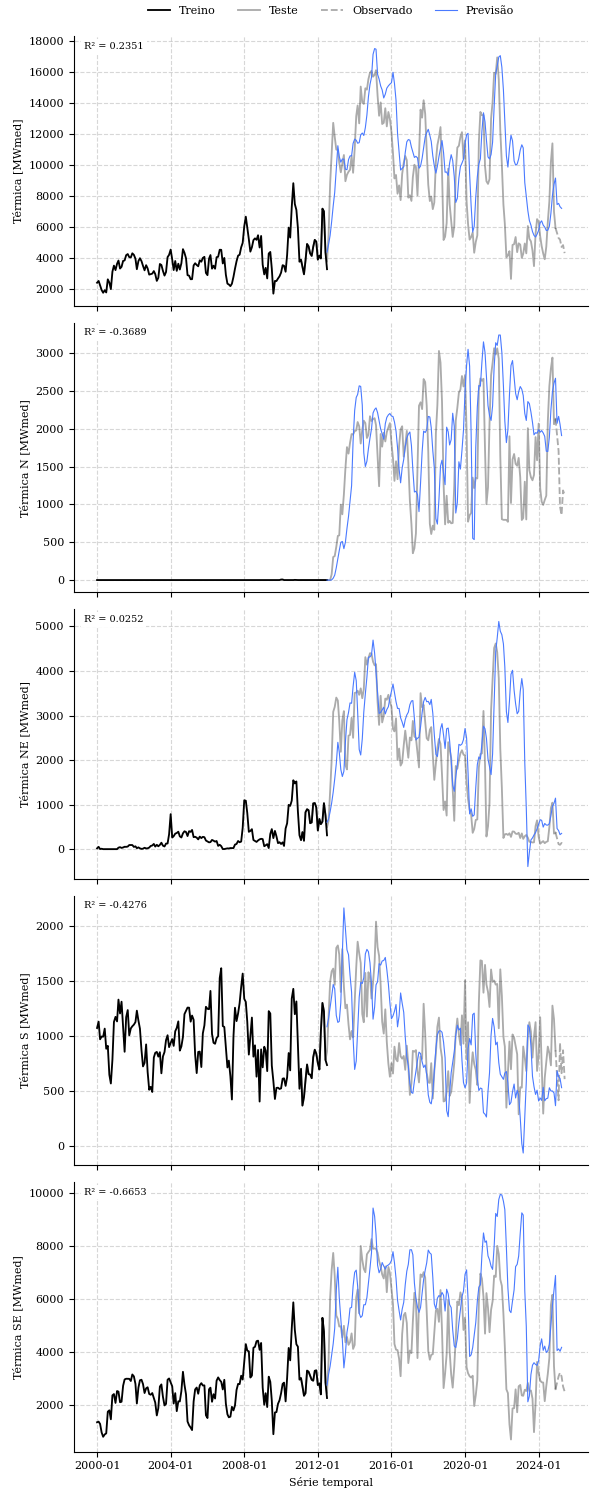 Treino Teste Observado Previsão
R² = 0.2351
Térmica [MWmed]
18000
16000
14000
12000
10000
8000
6000
4000
2000
R² = -0.3689
Térmica N [MWmed]
3000
2500
2000
1500
1000
500
0
R² = 0.0252
Térmica NE [MWmed]
5000
4000
3000
2000
1000
0
R² = -0.4276
Térmica S [MWmed]
2000
1500
1000
500
0
R² = -0.6653
Térmica SE [MWmed]
10000
8000
6000
4000
2000
2000-01 2004-01 2008-01 2012-01 2016-01 2020-01 2024-01
Série temporal